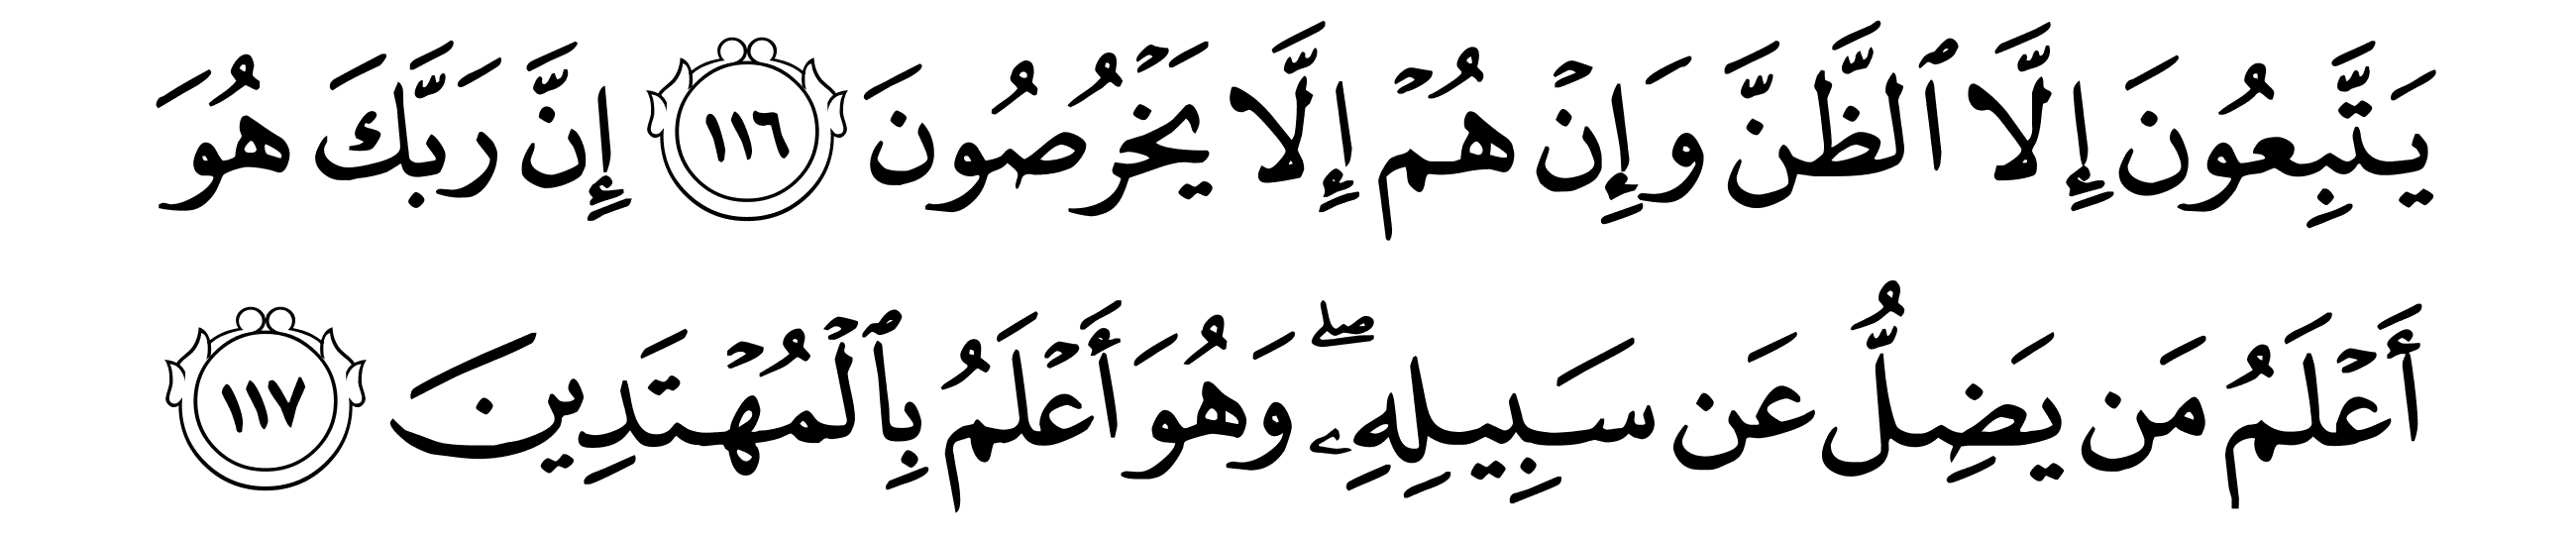 يَتَّبِعُونَ إِلَّا ٱلظَّنَّ وَإِنۡ هُمۡ إِلَّا يَخۡرُصُونَ ١١٦ إِنَّ رَبَّكَ هُوَ
أَعۡلَمُ مَن يَضِلُّ عَن سَبِيلِهِۦۖ وَهُوَ أَعۡلَمُ بِٱلۡمُهۡتَدِينَ ١١٧